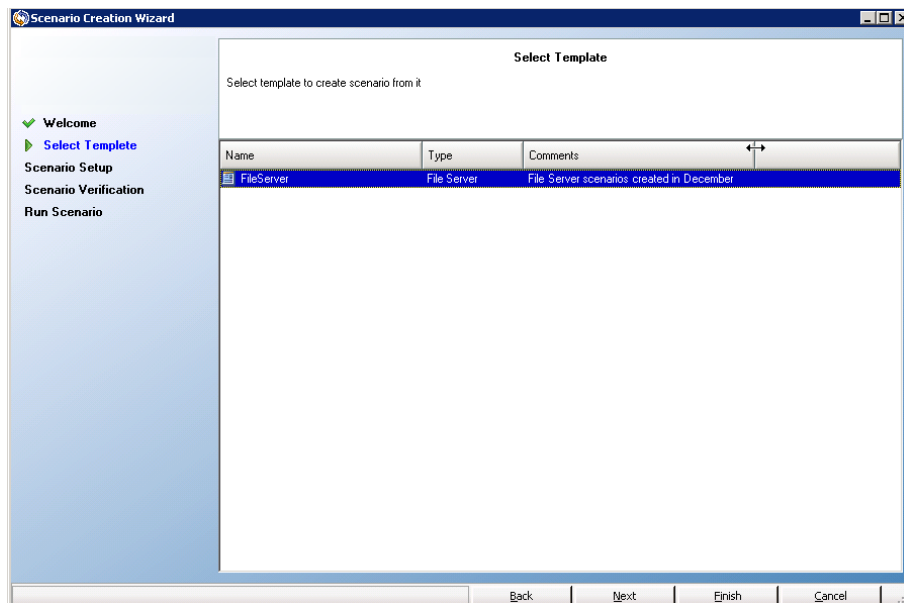 Scenario Creation Wizard
Select Template
Select template to create scenario from it
Welcome
Select Templete
Scenario Setup
Scenario Verification
Run Scenario
Name Type Comments
FileServer File Server File Server scenarios created in December
Back Next Finish Cancel